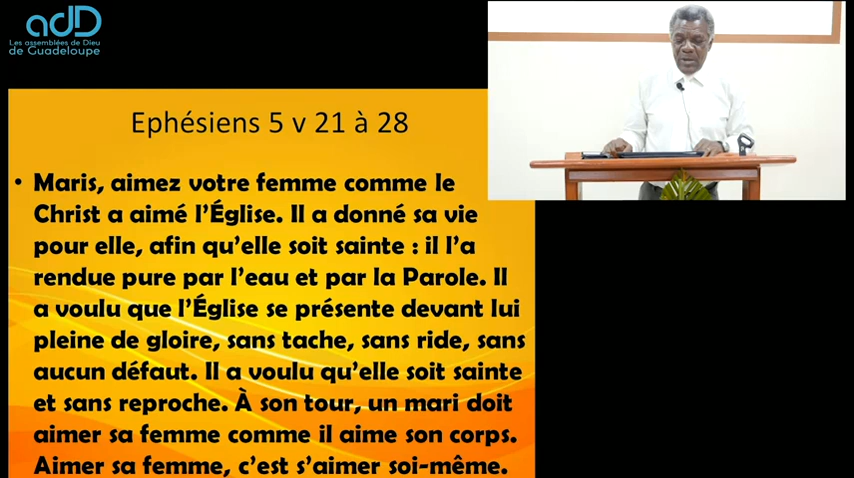 adD
Les assemblées de Dieu
de Guadeloupe
Ephésiens 5 v 21 à 28
• Maris, aimez votre femme comme le
Christ a aimé l’Église. Il a donné sa vie
pour elle, afin qu’elle soit sainte : il l’a
rendue pure par l’eau et par la Parole. Il
a voulu que l’Église se présente devant lui
pleine de gloire, sans tache, sans ride, sans
aucun défaut. Il a voulu qu’elle soit sainte
et sans reproche. À son tour, un mari doit
aimer sa femme comme il aime son corps.
Aimer sa femme, c’est s’aimer soi-même.